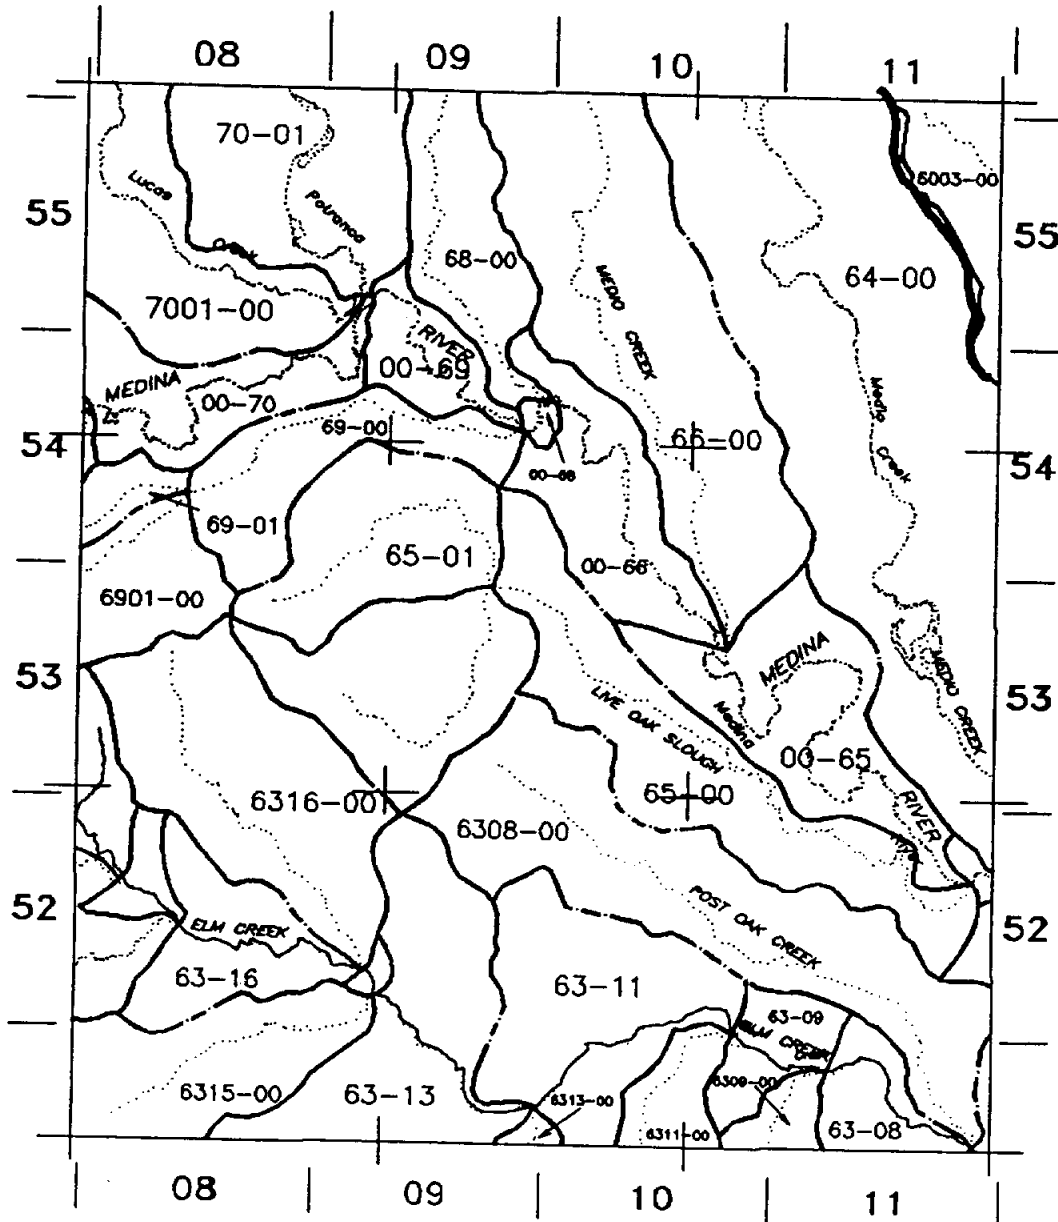 08 09 10 11
70-01
6003-00
Lucas
Potranca
55 55
Creek
68-00
64-00
MEDIO
CREEK
7001-00
RIVER
00-69
MEDINA
00-70
Medio
Creek
69-00
66-00
54 54
00-68
69-01
65-01
00-66
6901-00
MEDINA
53 53
MEDIO CREEK
LIVE OAK SLOUGH
Medina
00-65
6316-00
65-00
RIVER
6308-00
POST OAK CREEK
52 52
ELM CREEK
63-16
63-11
63-09
ELM CREEK
6309-00
6315-00
63-13
6313-00
6311-00
63-08
08 09 10 11